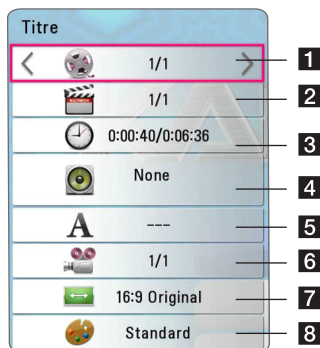 Titre
1/1 1
1/1 2
0:00:40/0:06:36 3
None 4
A --- 5
1/1 6
16:9 Original 7
Standard 8